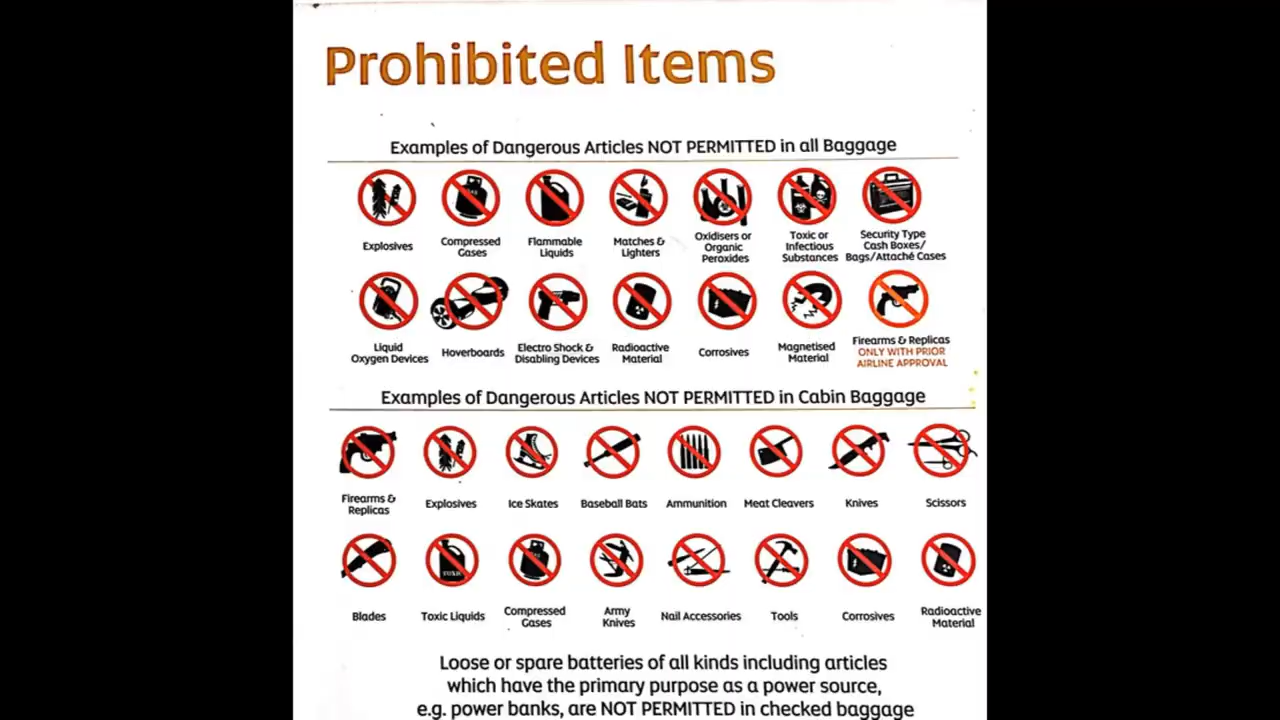 Prohibited Items
Examples of Dangerous Articles NOT PERMITTED in all Baggage
Explosives
Compressed
Gases
Flammable
Liquids
Matches &
Lighters
Oxidisers or
Organic
Peroxides
Toxic or
Infectious
Substances
Security Type
Cash Boxes/
Bags/Attaché Cases
Liquid
Oxygen Devices
Hoverboards
Electro Shock &
Disabling Devices
Radioactive
Material
Corrosives
Magnetised
Material
Firearms & Replicas
ONLY WITH PRIOR
AIRLINE APPROVAL
Examples of Dangerous Articles NOT PERMITTED in Cabin Baggage
Firearms &
Replicas
Explosives
Ice Skates
Baseball Bats
Ammunition
Meat Cleavers
Knives
Scissors
Blades
TOXIC
Toxic Liquids
Compressed
Gases
Army
Knives
Nail Accessories
Tools
Corrosives
Radioactive
Material
Loose or spare batteries of all kinds including articles
which have the primary purpose as a power source,
e.g. power banks, are NOT PERMITTED in checked baggage